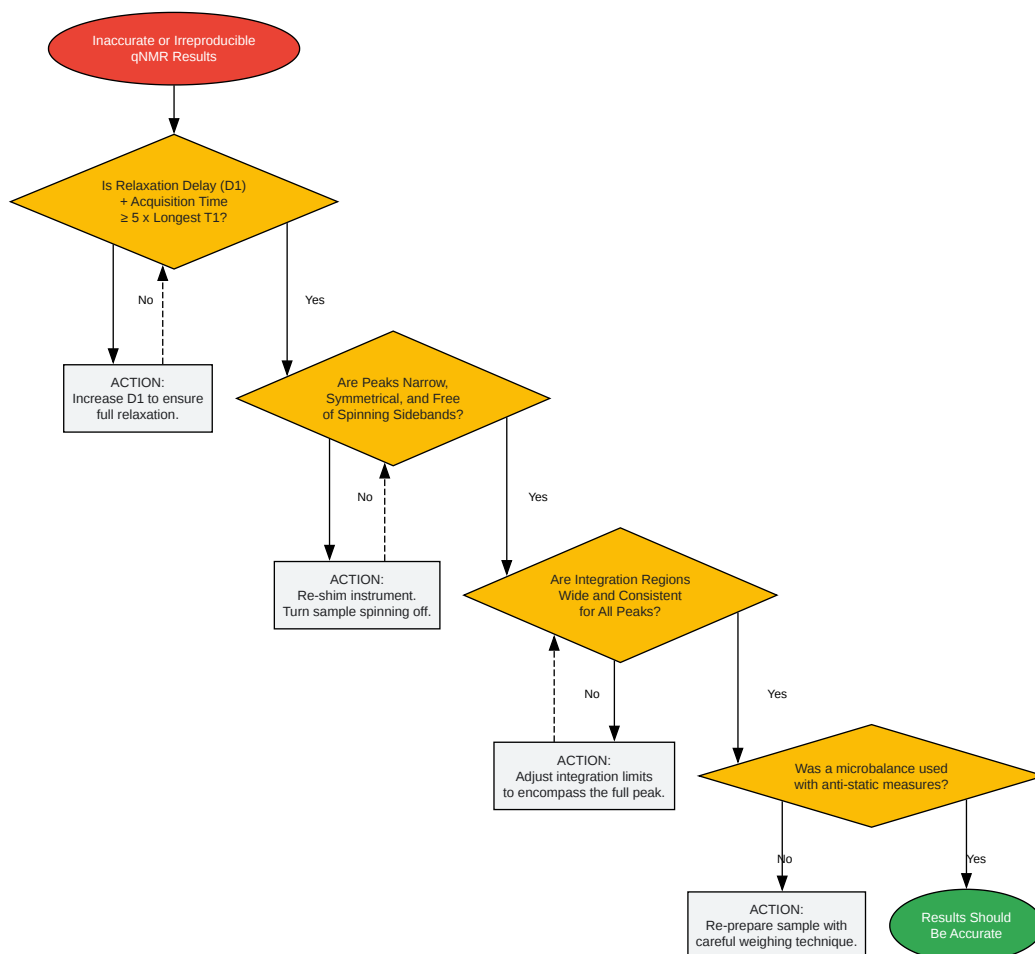 Inaccurate or Irreproducible
qNMR Results
Is Relaxation Delay (D1)
+ Acquisition Time
≥ 5 x Longest T1?
No
Yes
ACTION:
Increase D1 to ensure
full relaxation.
Are Peaks Narrow,
Symmetrical, and Free
of Spinning Sidebands?
No
Yes
ACTION:
Re-shim instrument.
Turn sample spinning off.
Are Integration Regions
Wide and Consistent
for All Peaks?
No
Yes
ACTION:
Adjust integration limits
to encompass the full peak.
Was a microbalance used
with anti-static measures?
No
Yes
ACTION:
Re-prepare sample with
careful weighing technique.
Results Should
Be Accurate